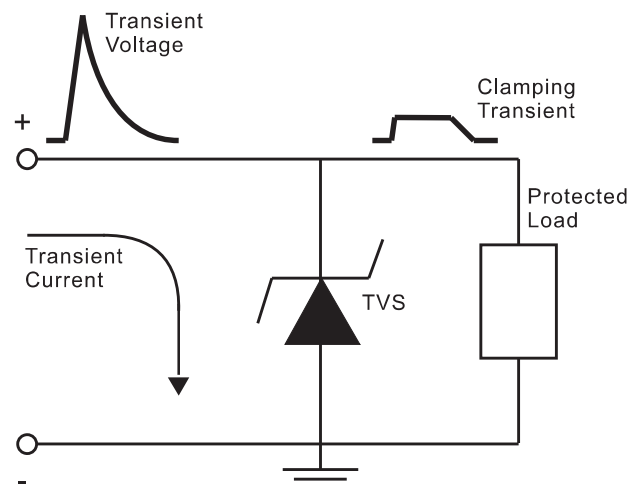 Transient
Voltage
+
Clamping
Transient
Protected
Load
Transient
Current
TVS
-